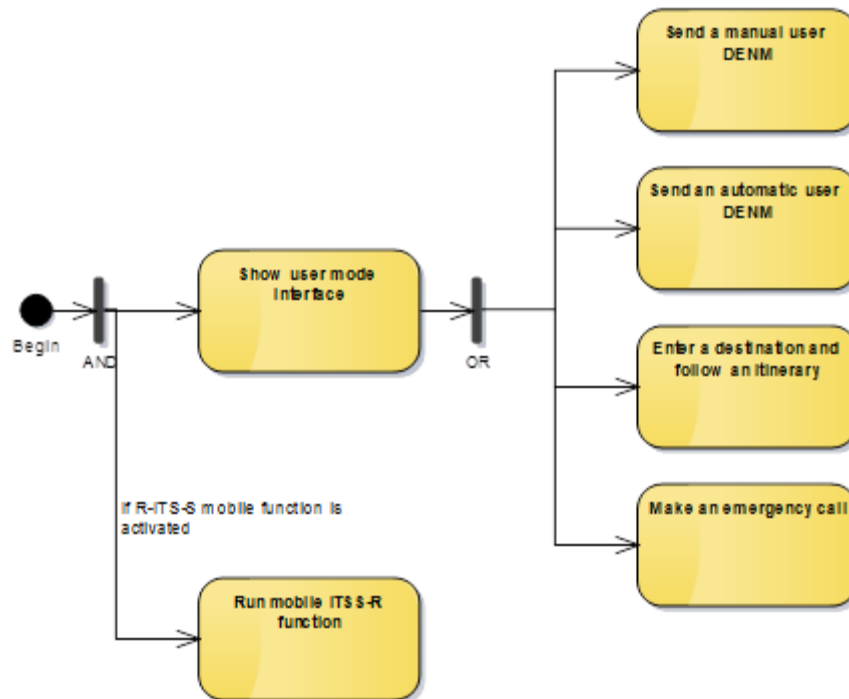 Send a manual user
DENM
Send an automatic user
DENM
Show user mode
Interface
Begin
AND
OR
Enter a destination and
follow an itinerary
If R-ITS-S mobile function is
activated
Make an emergency call
Run mobile ITSS-R
function